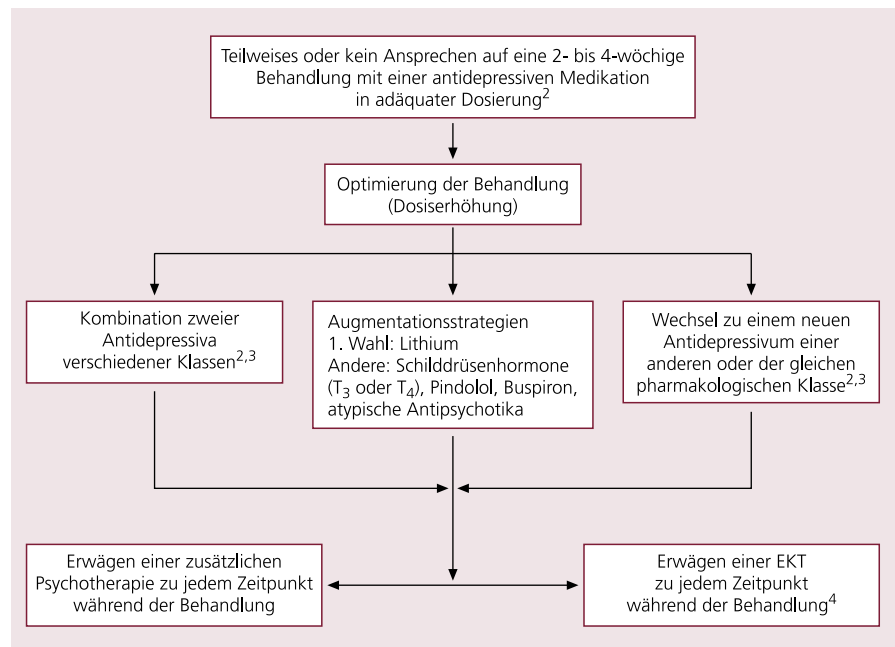 Teilweises oder kein Ansprechen auf eine 2- bis 4-wöchige
Behandlung mit einer antidepressiven Medikation
in adäquater Dosierung2
Optimierung der Behandlung
(Dosiserhöhung)
Kombination zweier
Antidepressiva
verschiedener Klassen2,3
Augmentationsstrategien
1. Wahl: Lithium
Andere: Schilddrüsenhormone
(T3 oder T4), Pindolol, Buspiron,
atypische Antipsychotika
Wechsel zu einem neuen
Antidepressivum einer
anderen oder der gleichen
pharmakologischen Klasse2,3
Erwägen einer zusätzlichen
Psychotherapie zu jedem Zeitpunkt
während der Behandlung
Erwägen einer EKT
zu jedem Zeitpunkt
während der Behandlung4